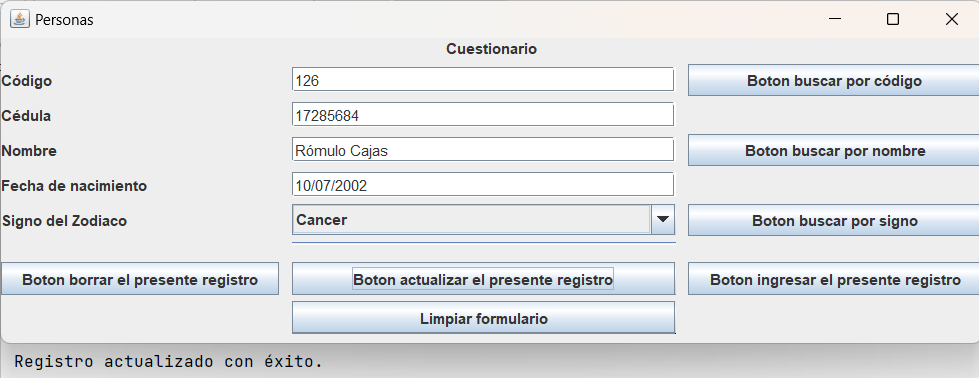 Personas
Cuestionario
Código 126 Boton buscar por código
Cédula 17285684
Nombre Rómulo Cajas Boton buscar por nombre
Fecha de nacimiento 10/07/2002
Signo del Zodiaco Cancer Boton buscar por signo
Boton borrar el presente registro Boton actualizar el presente registro Boton ingresar el presente registro
Limpiar formulario
Registro actualizado con éxito.